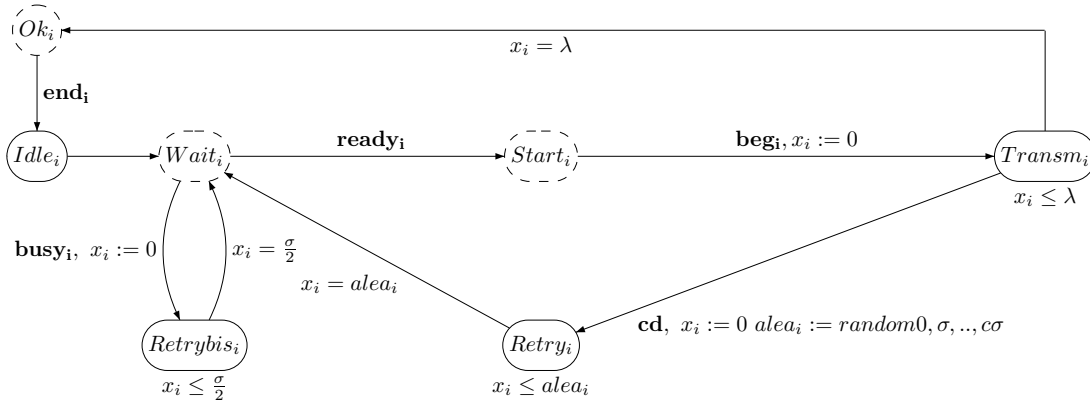 Ok_i
x_i = λ
end_i
Idle_i
Wait_i
ready_i
Start_i
beg_i, x_i := 0
Transm_i
x_i ≤ λ
busy_i, x_i := 0
x_i = σ/2
x_i = alea_i
cd, x_i := 0 alea_i := random0, σ, .., cσ
Retrybis_i
Retry_i
x_i ≤ σ/2
x_i ≤ alea_i